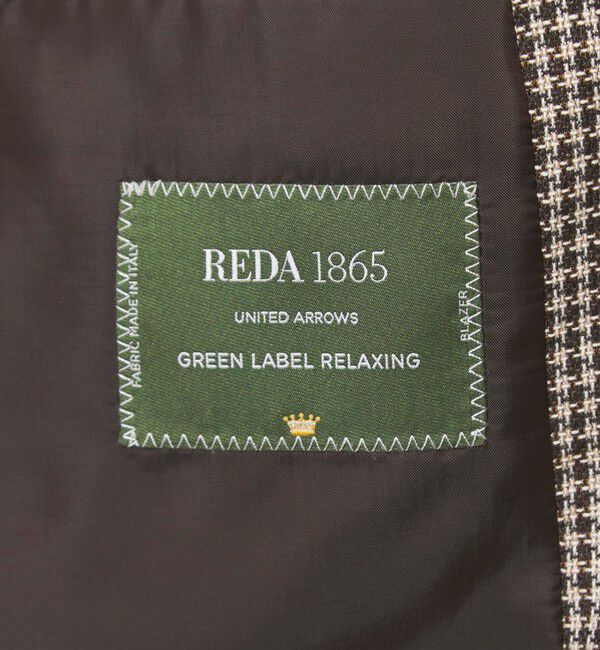 REDA 1865
UNITED ARROWS
GREEN LABEL RELAXING
FABRIC MADE IN ITALY
BLAZER